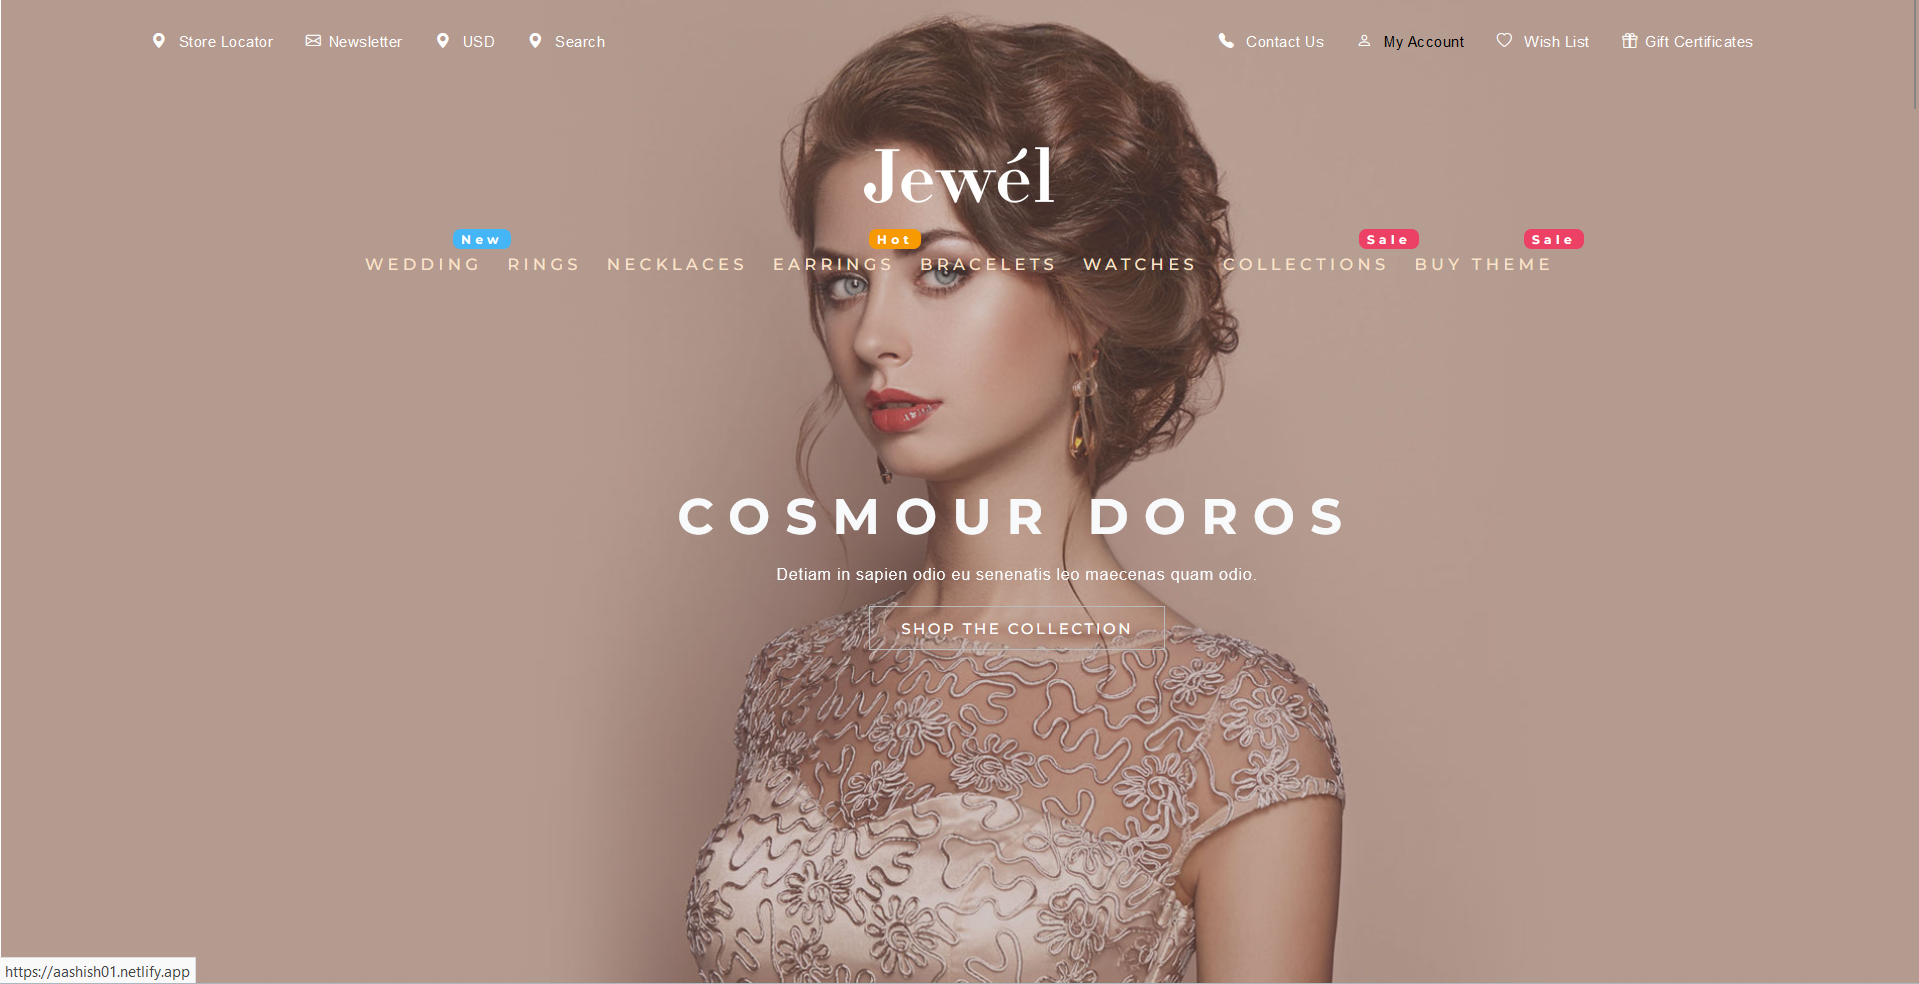 Store Locator Newsletter USD Search Contact Us My Account Wish List Gift Certificates
Jewél
New Hot Sale Sale
WEDDING RINGS NECKLACES EARRINGS BRACELETS WATCHES COLLECTIONS BUY THEME
COSMOUR DOROS
Detiam in sapien odio eu senenatis leo maecenas quam odio.
SHOP THE COLLECTION
https://aashish01.netlify.app